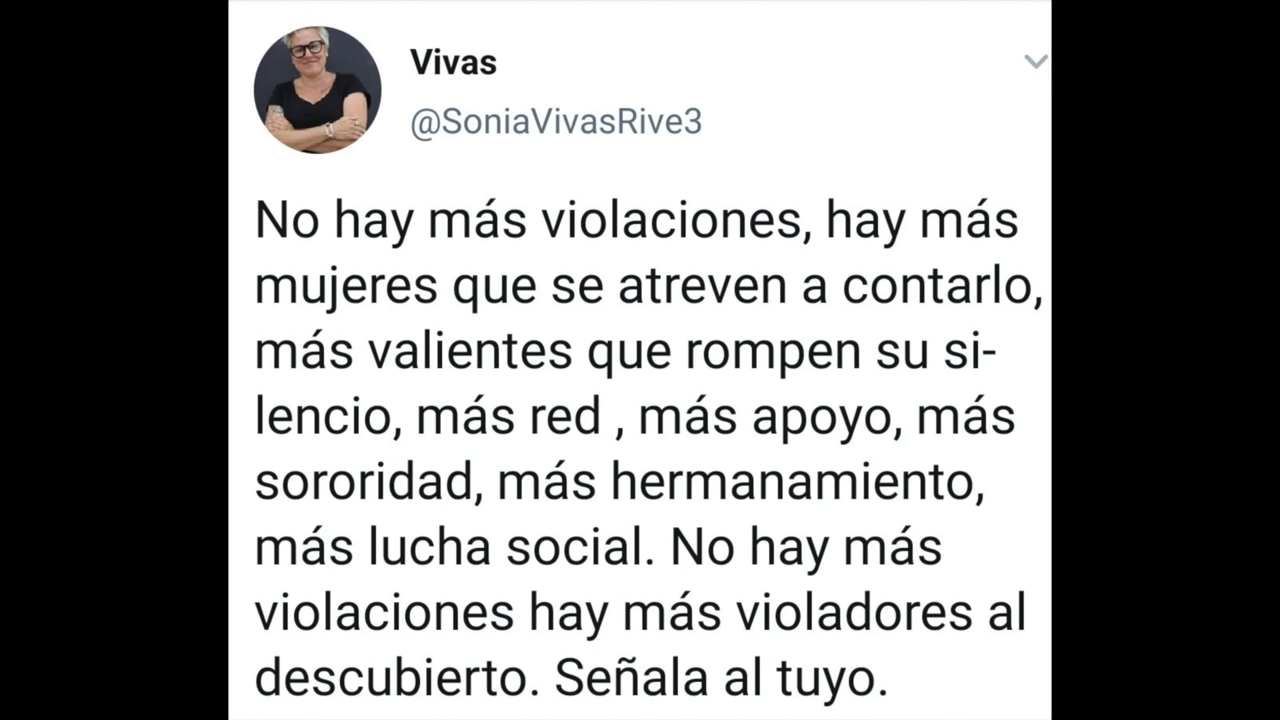 Vivas
@SoniaVivasRive3
No hay más violaciones, hay más
mujeres que se atreven a contarlo,
más valientes que rompen su si-
lencio, más red , más apoyo, más
sororidad, más hermanamiento,
más lucha social. No hay más
violaciones hay más violadores al
descubierto. Señala al tuyo.